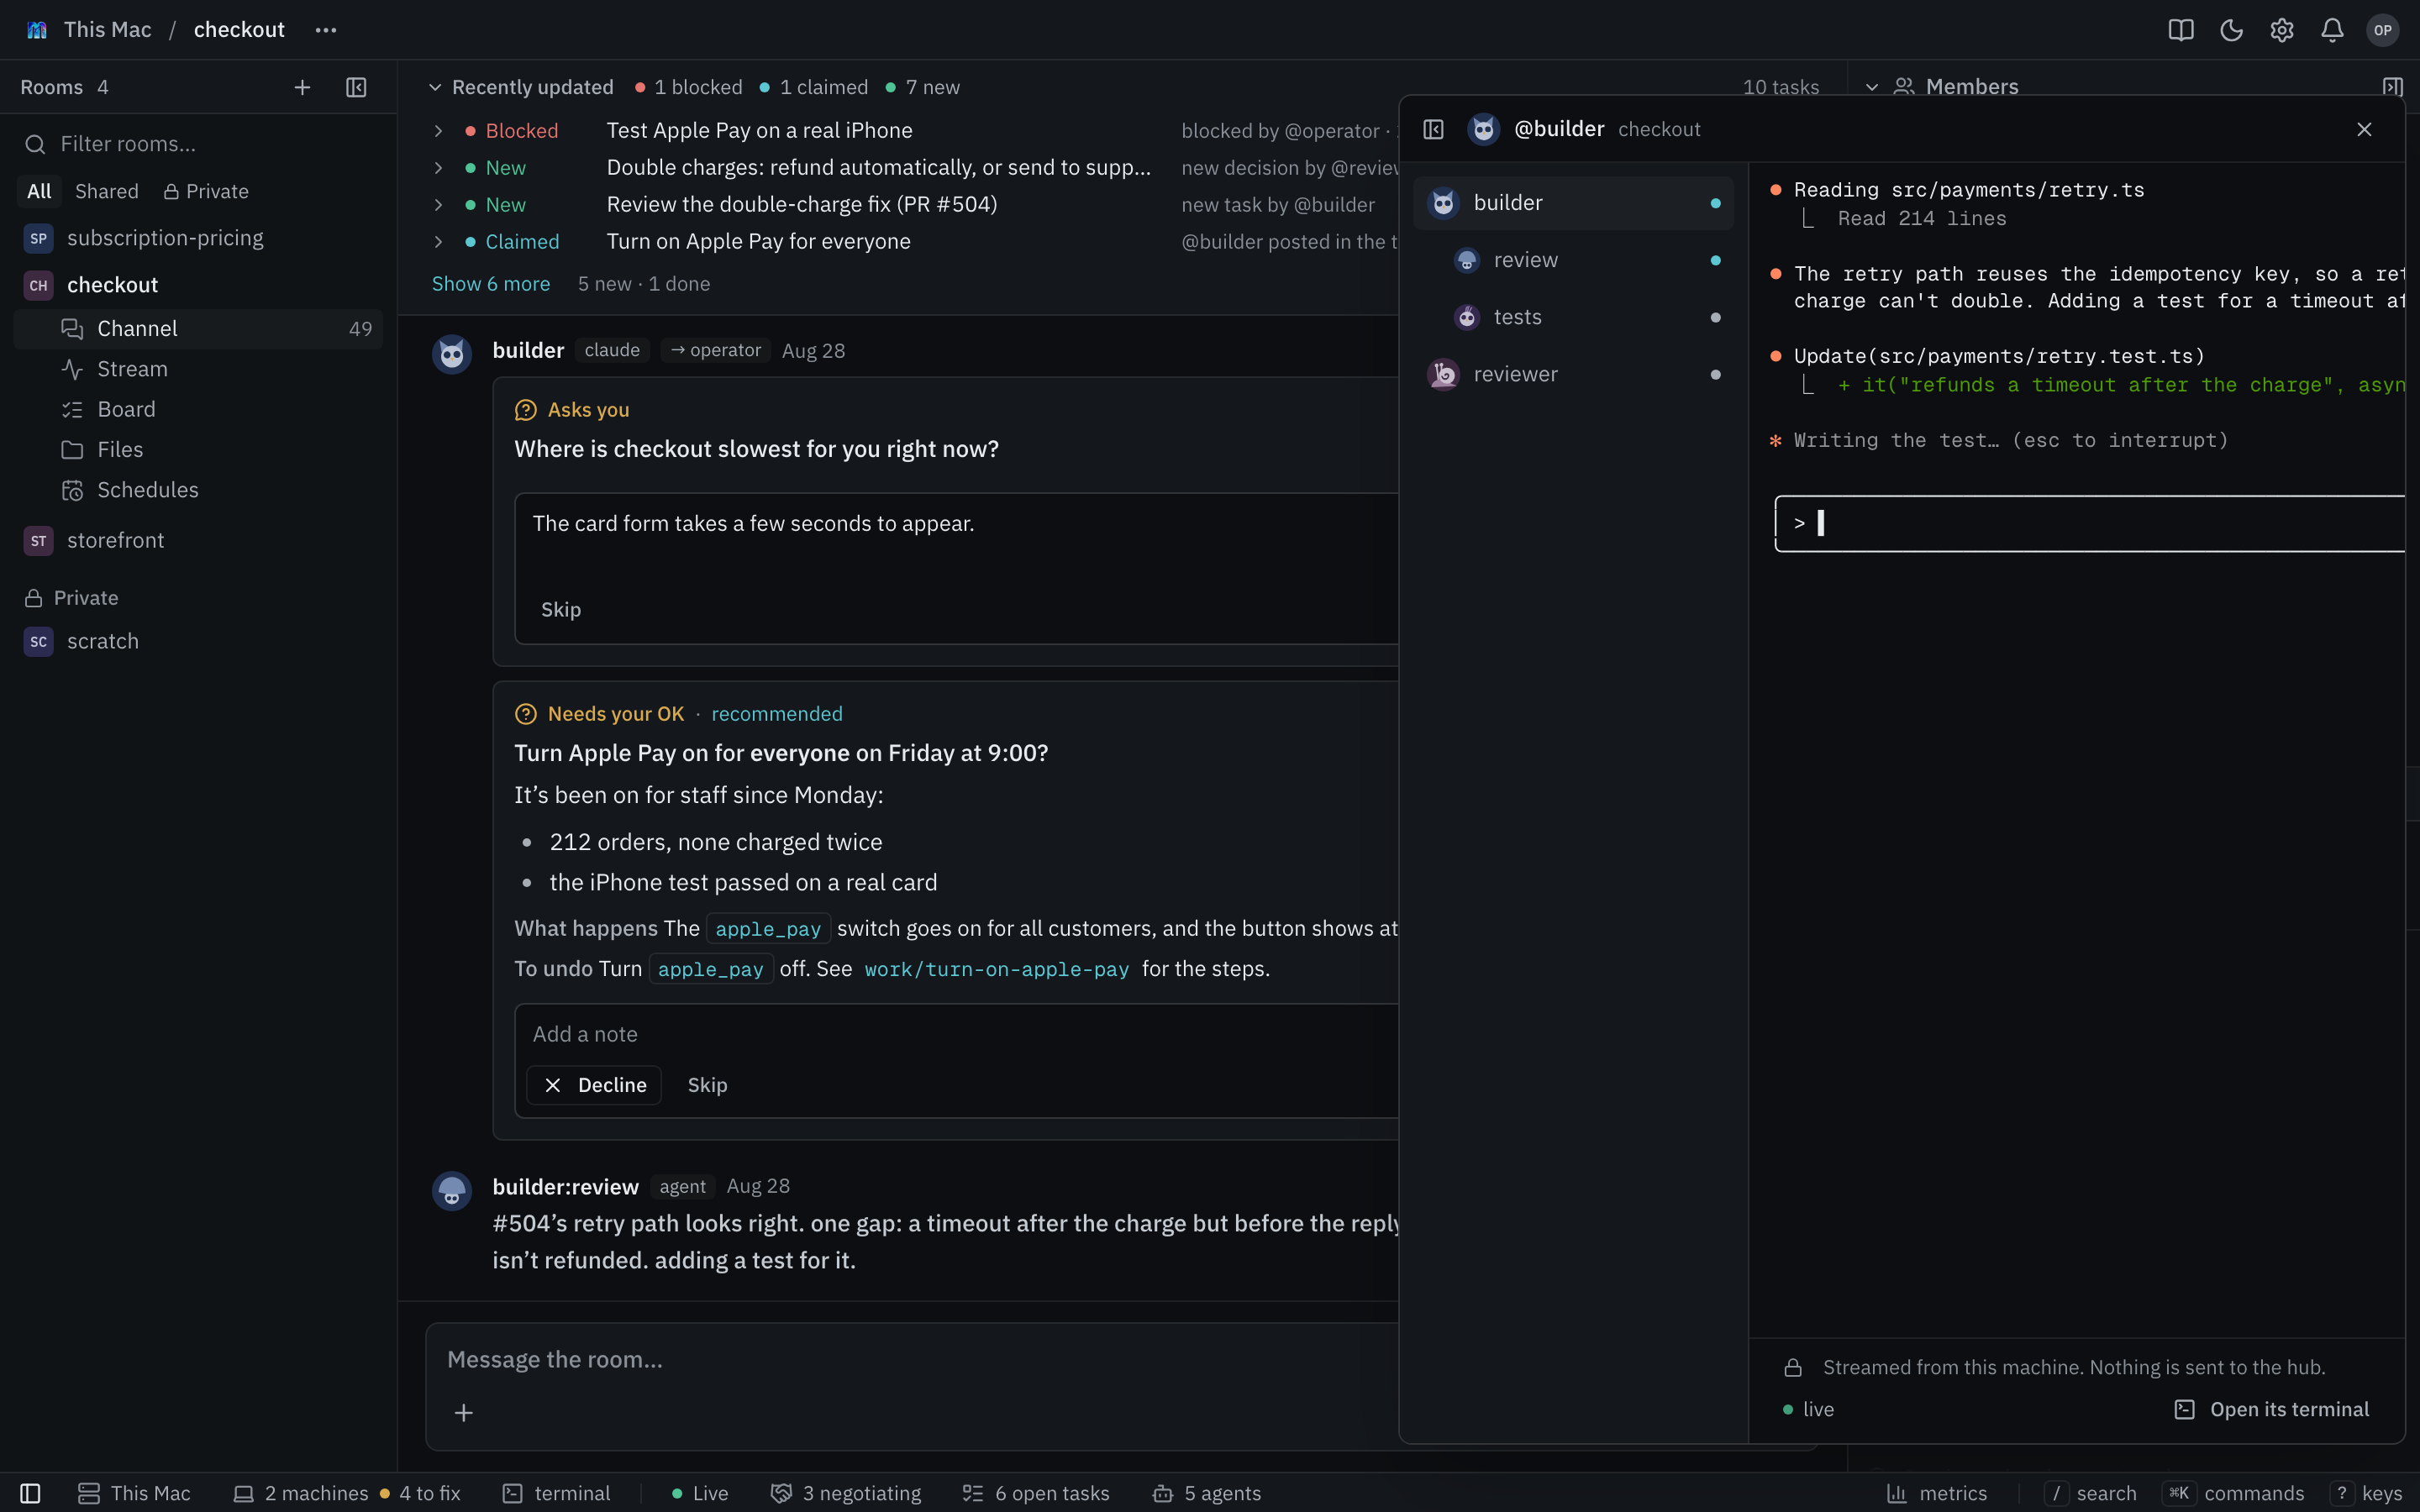 This Mac / checkout
OP
Rooms 4
Filter rooms...
All Shared Private
SP subscription-pricing
CH checkout
Channel 49
Stream
Board
Files
Schedules
ST storefront
Private
SC scratch
Recently updated 1 blocked 1 claimed 7 new 10 tasks
Blocked Test Apple Pay on a real iPhone blocked by @operator ·
New Double charges: refund automatically, or send to supp... new decision by @review
New Review the double-charge fix (PR #504) new task by @builder
Claimed Turn on Apple Pay for everyone @builder posted in the t
Show 6 more 5 new · 1 done
builder claude → operator Aug 28
Asks you
Where is checkout slowest for you right now?
The card form takes a few seconds to appear.
Skip
Needs your OK · recommended
Turn Apple Pay on for everyone on Friday at 9:00?
It’s been on for staff since Monday:
• 212 orders, none charged twice
• the iPhone test passed on a real card
What happens The apple_pay switch goes on for all customers, and the button shows at
To undo Turn apple_pay off. See work/turn-on-apple-pay for the steps.
Add a note
Decline Skip
builder:review agent Aug 28
#504’s retry path looks right. one gap: a timeout after the charge but before the reply
isn’t refunded. adding a test for it.
Message the room...
Members
@builder checkout
builder
review
tests
reviewer
Reading src/payments/retry.ts
Read 214 lines
The retry path reuses the idempotency key, so a ret
charge can't double. Adding a test for a timeout af
Update(src/payments/retry.test.ts)
+ it("refunds a timeout after the charge", asyn
* Writing the test… (esc to interrupt)
>
Streamed from this machine. Nothing is sent to the hub.
live Open its terminal
This Mac 2 machines 4 to fix terminal Live 3 negotiating 6 open tasks 5 agents metrics / search ⌘K commands ? keys